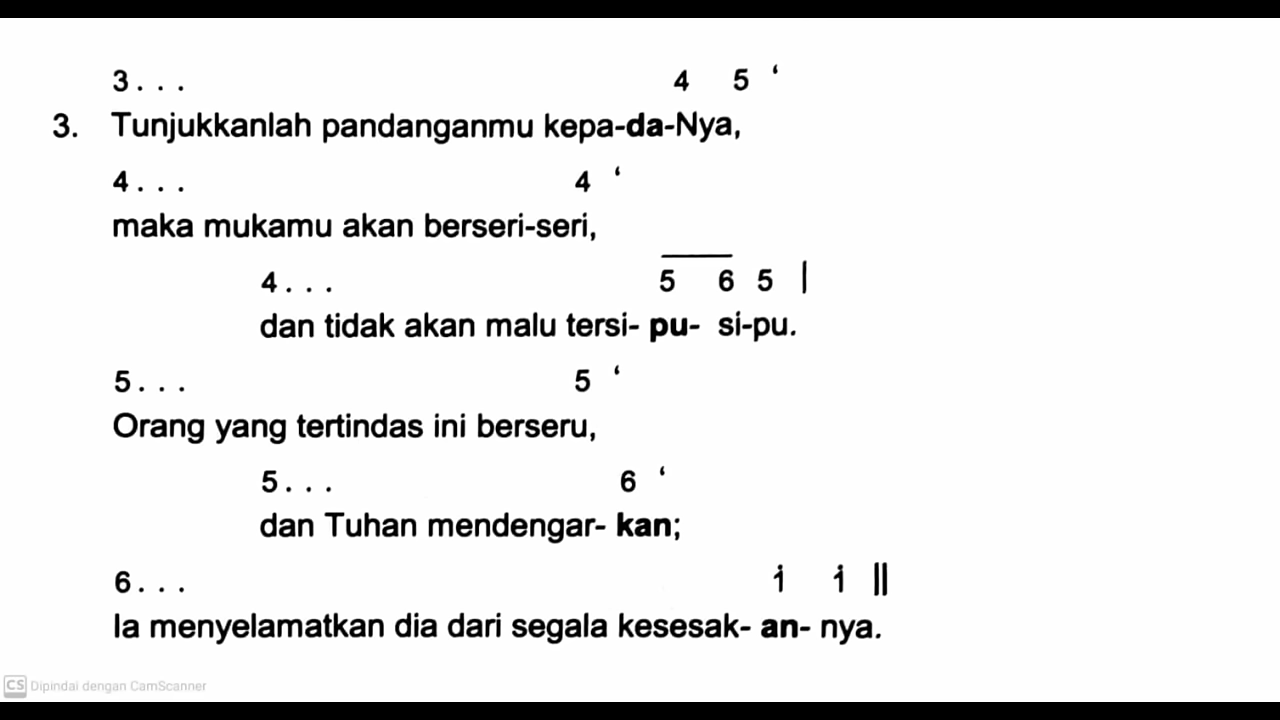 3 . . . 4 5 ‘
3. Tunjukkanlah pandanganmu kepa-da-Nya,
4 . . . 4 ‘
maka mukamu akan berseri-seri,
4 . . . 5 6 5 |
dan tidak akan malu tersi- pu- si-pu.
5 . . . 5 ‘
Orang yang tertindas ini berseru,
5 . . . 6 ‘
dan Tuhan mendengar- kan;
6 . . . i i ||
Ia menyelamatkan dia dari segala kesesak- an- nya.
CS Dipindai dengan CamScanner